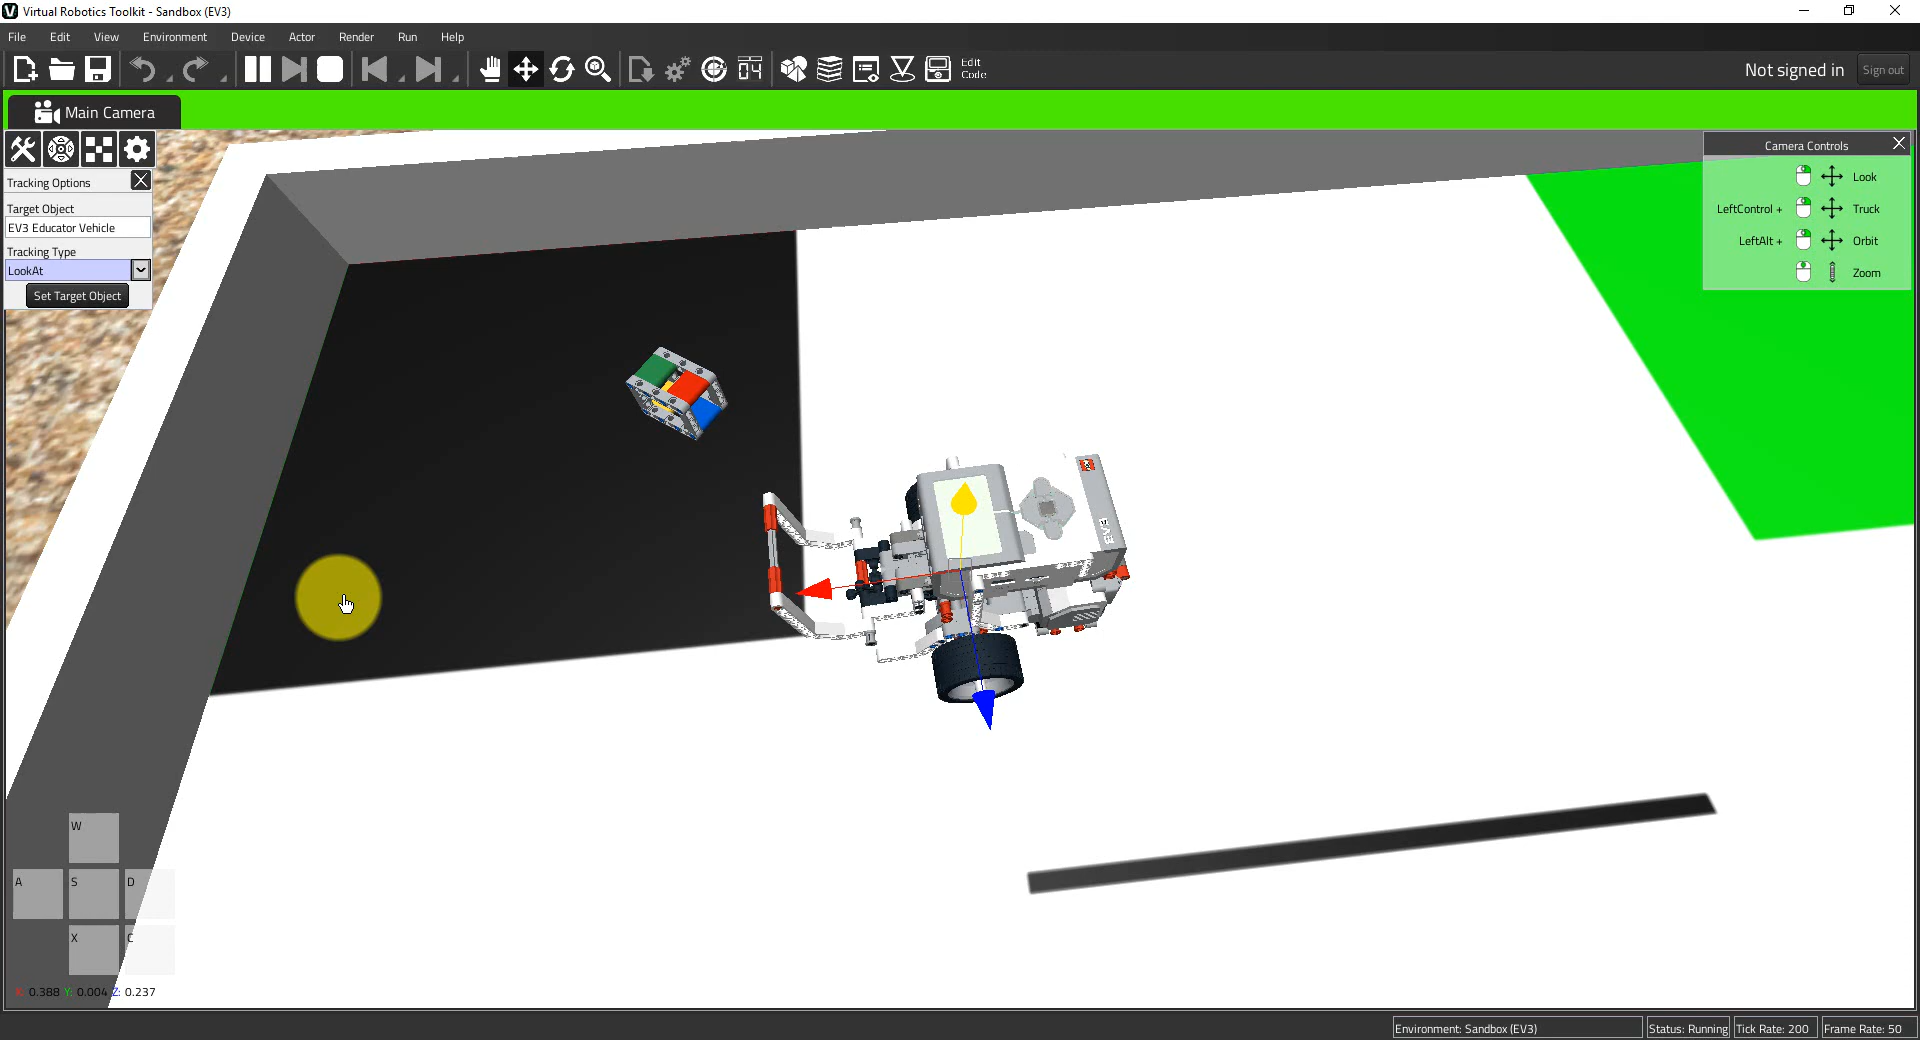 Virtual Robotics Toolkit - Sandbox (EV3)
File Edit View Environment Device Actor Render Run Help
Edit
Code
Not signed in
Sign out
Main Camera
Tracking Options
Target Object
EV3 Educator Vehicle
Tracking Type
LookAt
Set Target Object
Camera Controls
Look
LeftControl + Truck
LeftAlt + Orbit
Zoom
EV3
W
A S D
X C
X: 0.388 Y: 0.004 Z: 0.237
Environment: Sandbox (EV3) Status: Running Tick Rate: 200 Frame Rate: 50